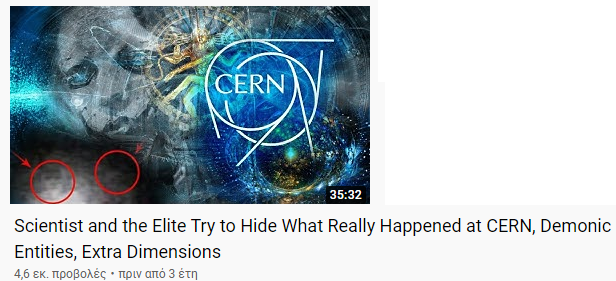 CERN
35:32
Scientist and the Elite Try to Hide What Really Happened at CERN, Demonic
Entities, Extra Dimensions
4,6 εκ. προβολές • πριν από 3 έτη